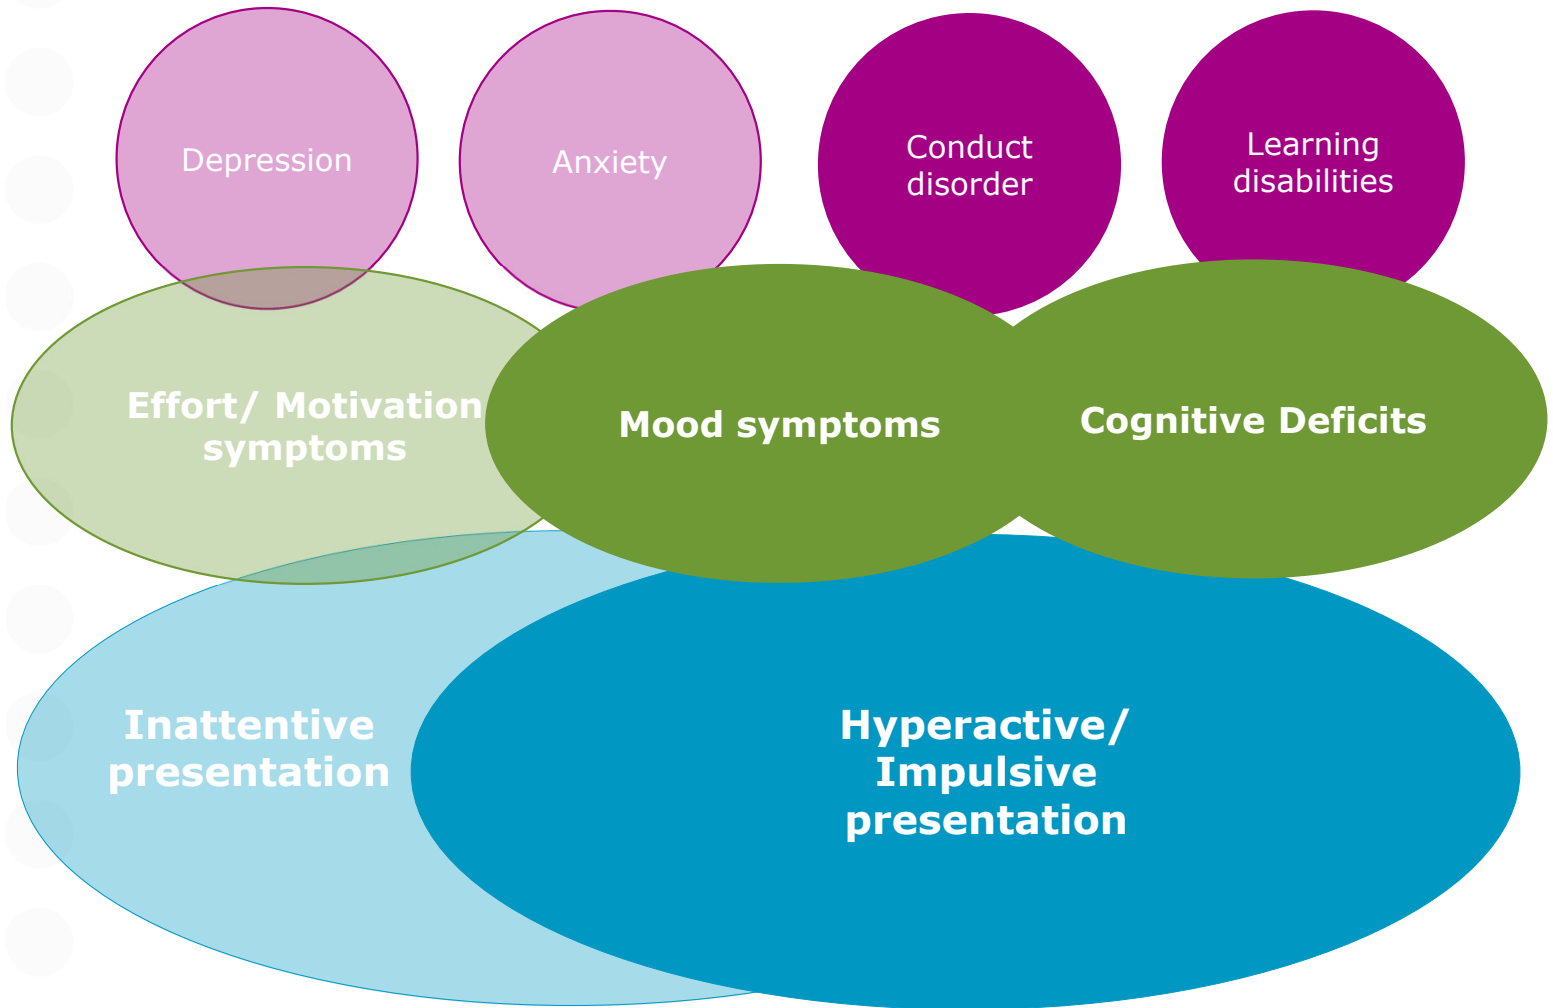 Depression
Anxiety
Conduct
disorder
Learning
disabilities
Effort/ Motivation
symptoms
Mood symptoms
Cognitive Deficits
Inattentive
presentation
Hyperactive/
Impulsive
presentation